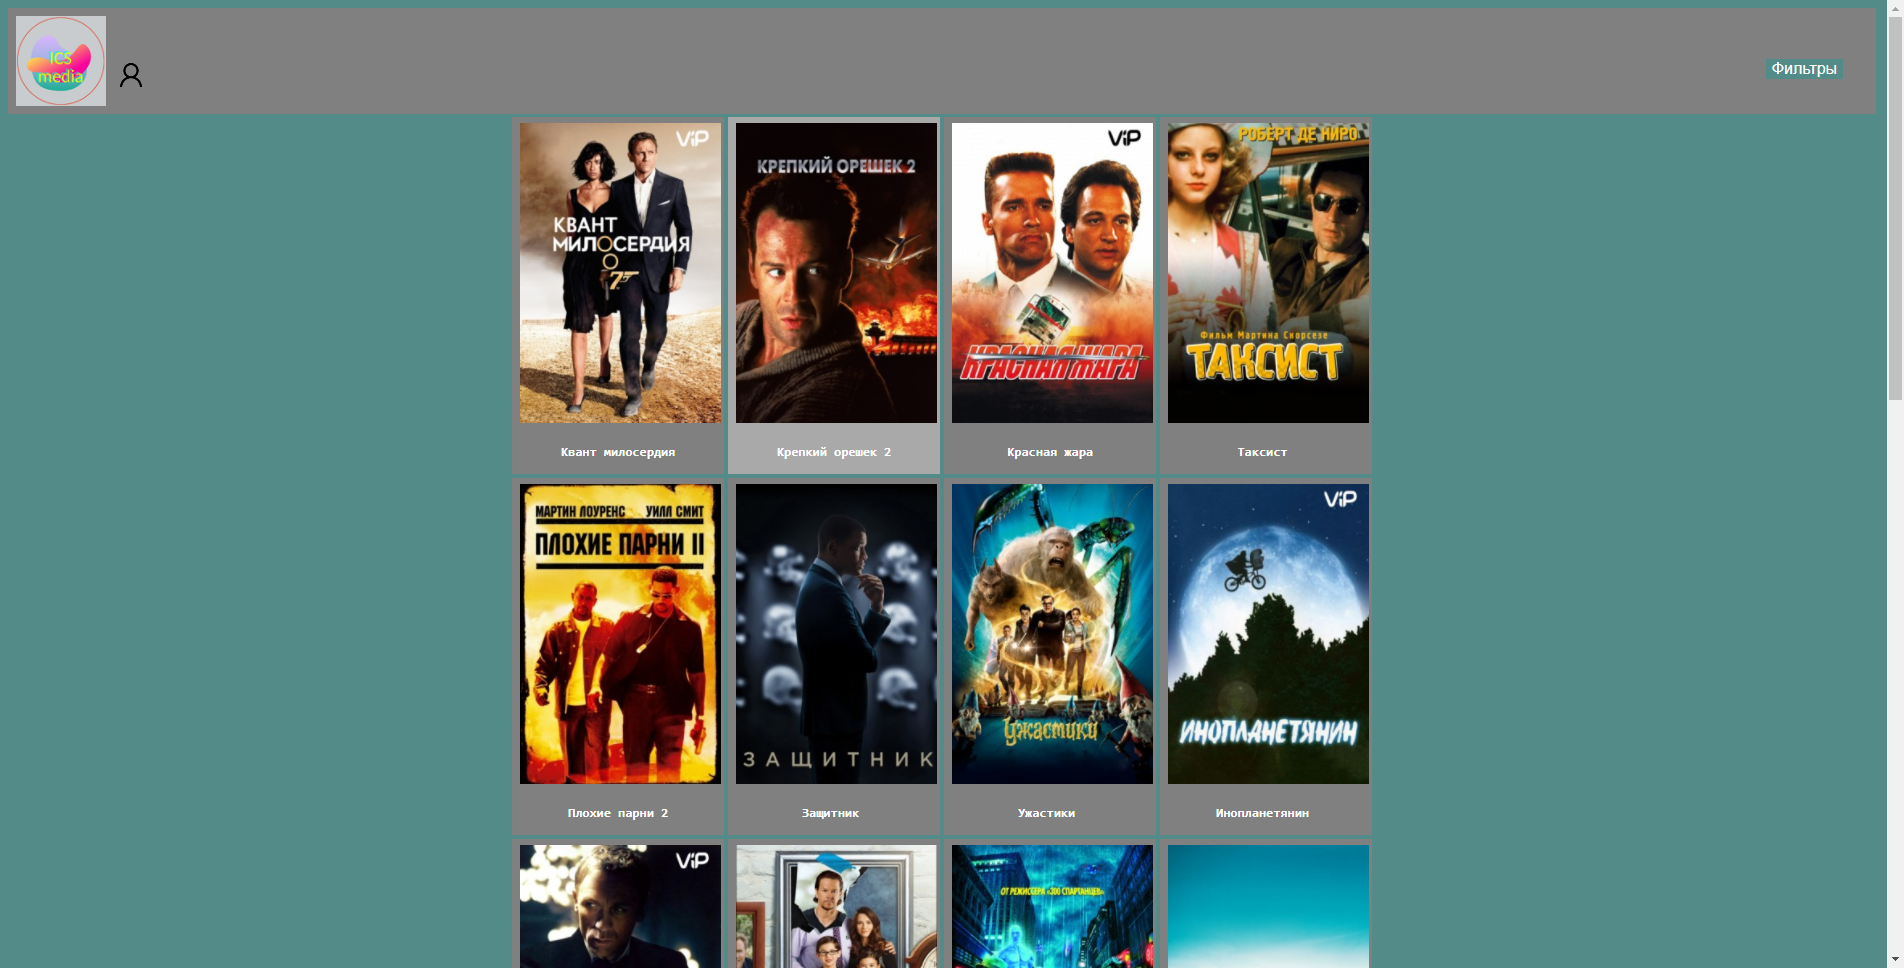 ICS
media
Фильтры
ViP
КВАНТ
МИЛОСЕРДИЯ
007
Квант милосердия
КРЕПКИЙ ОРЕШЕК 2
Крепкий орешек 2
ViP
КРАСНАЯ ЖАРА
Красная жара
РОБЕРТ ДЕ НИРО
Фильм Мартина Скорсезе
ТАКСИСТ
Таксист
МАРТИН ЛОУРЕНС УИЛЛ СМИТ
ПЛОХИЕ ПАРНИ II
Плохие парни 2
ЗАЩИТНИК
Защитник
Ужастики
Ужастики
ViP
ИНОПЛАНЕТЯНИН
Инопланетянин
ViP
ОТ РЕЖИССЕРА «300 СПАРТАНЦЕВ»